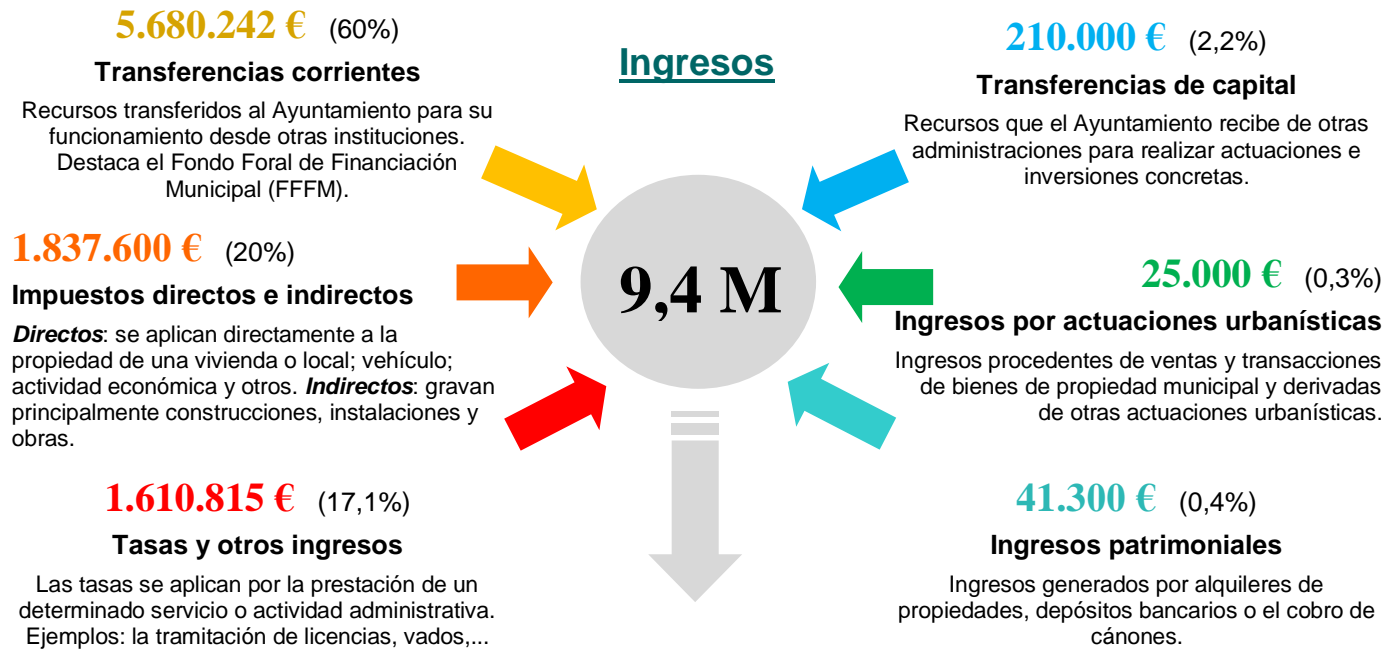 Ingresos
5.680.242 € (60%)
Transferencias corrientes
Recursos transferidos al Ayuntamiento para su
funcionamiento desde otras instituciones.
Destaca el Fondo Foral de Financiación
Municipal (FFFM).
1.837.600 € (20%)
Impuestos directos e indirectos
Directos: se aplican directamente a la
propiedad de una vivienda o local; vehículo;
actividad económica y otros. Indirectos: gravan
principalmente construcciones, instalaciones y
obras.
1.610.815 € (17,1%)
Tasas y otros ingresos
Las tasas se aplican por la prestación de un
determinado servicio o actividad administrativa.
Ejemplos: la tramitación de licencias, vados,...
9,4 M
210.000 € (2,2%)
Transferencias de capital
Recursos que el Ayuntamiento recibe de otras
administraciones para realizar actuaciones e
inversiones concretas.
25.000 € (0,3%)
Ingresos por actuaciones urbanísticas
Ingresos procedentes de ventas y transacciones
de bienes de propiedad municipal y derivadas
de otras actuaciones urbanísticas.
41.300 € (0,4%)
Ingresos patrimoniales
Ingresos generados por alquileres de
propiedades, depósitos bancarios o el cobro de
cánones.